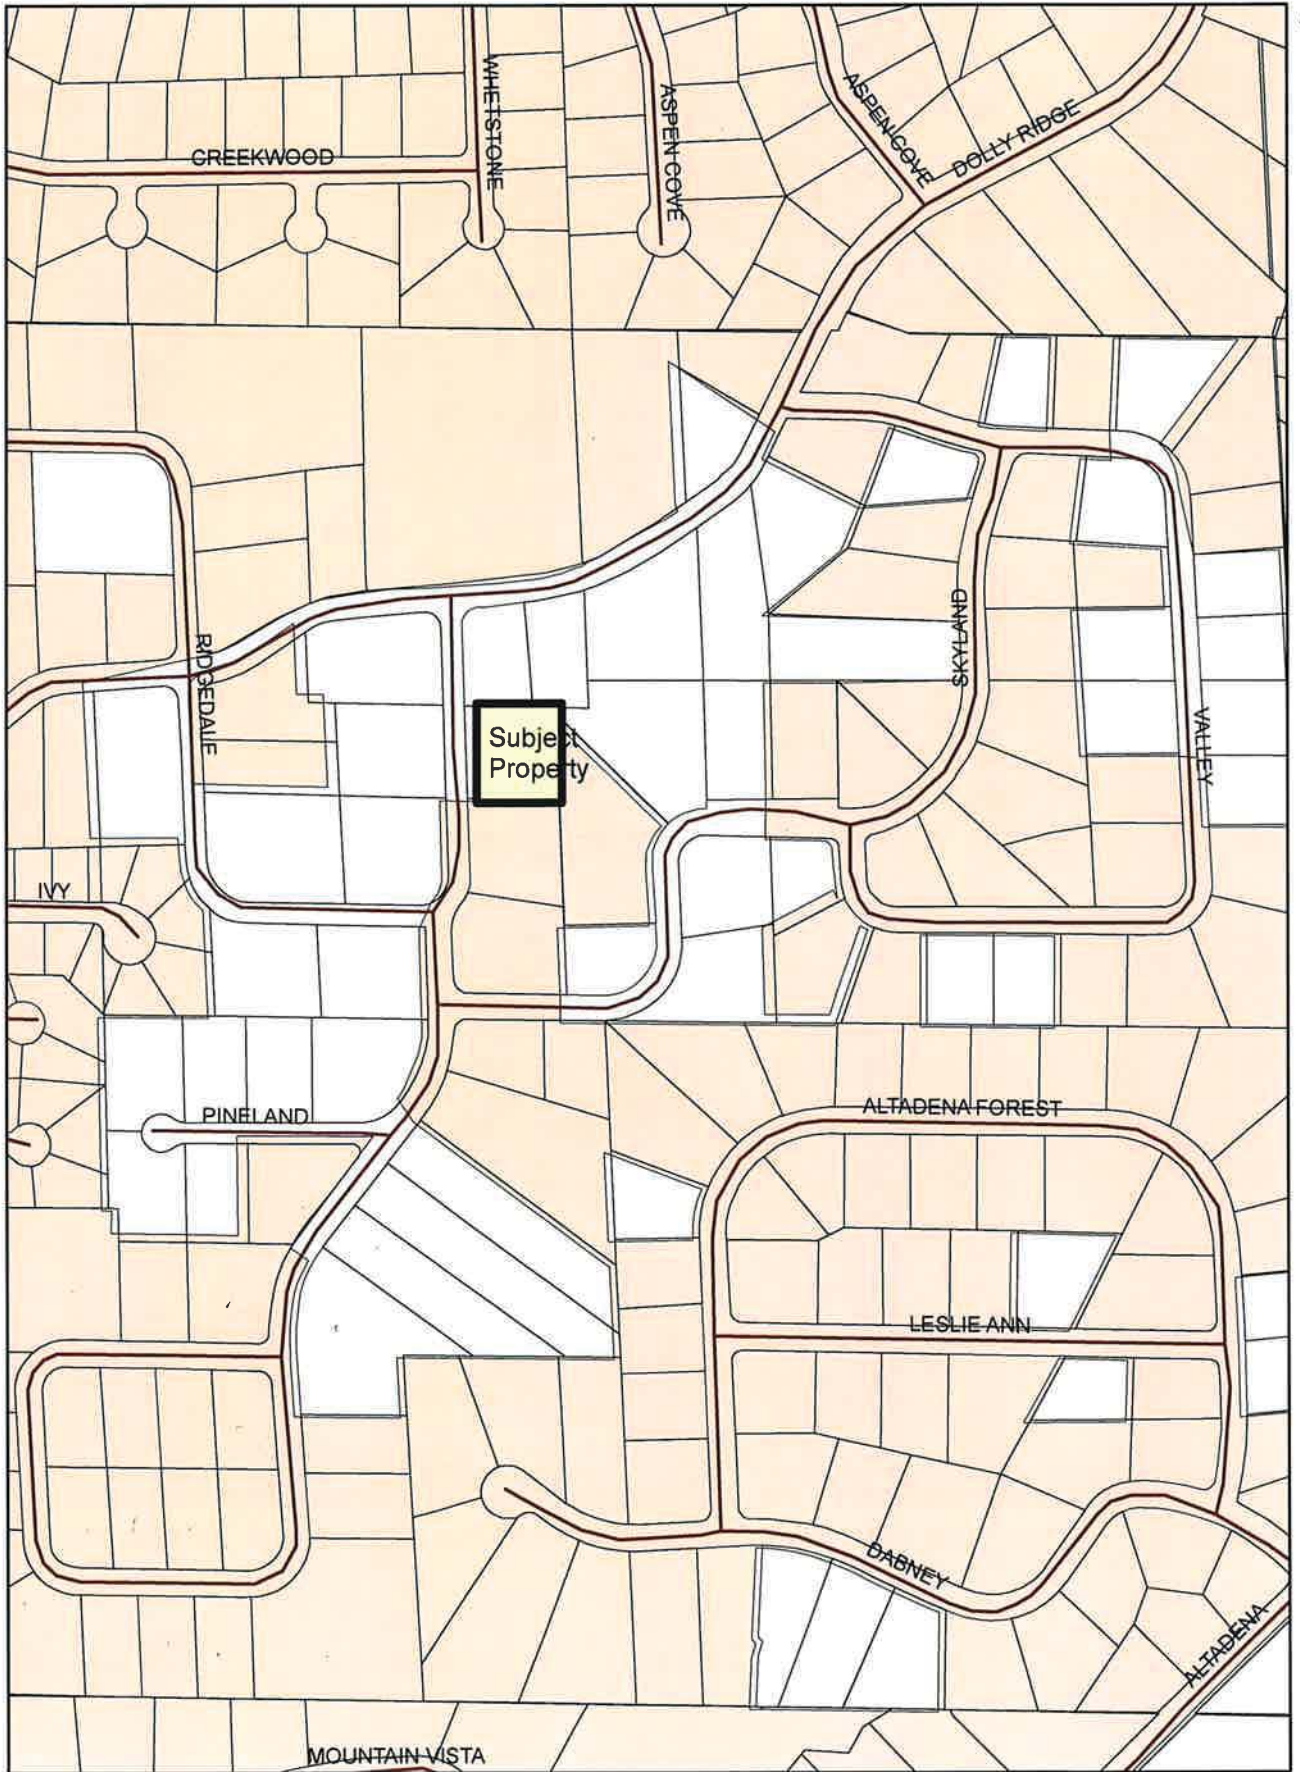 WHETSTONE
ASPEN COVE
ASPEN COVE
DOLLY RIDGE
CREEKWOOD
SKYLAND
RIDGEDALE
VALLEY
Subject
Property
IVY
PINELAND
ALTADENA FOREST
LESLIE ANN
DABNEY
ALTADENA
MOUNTAIN VISTA